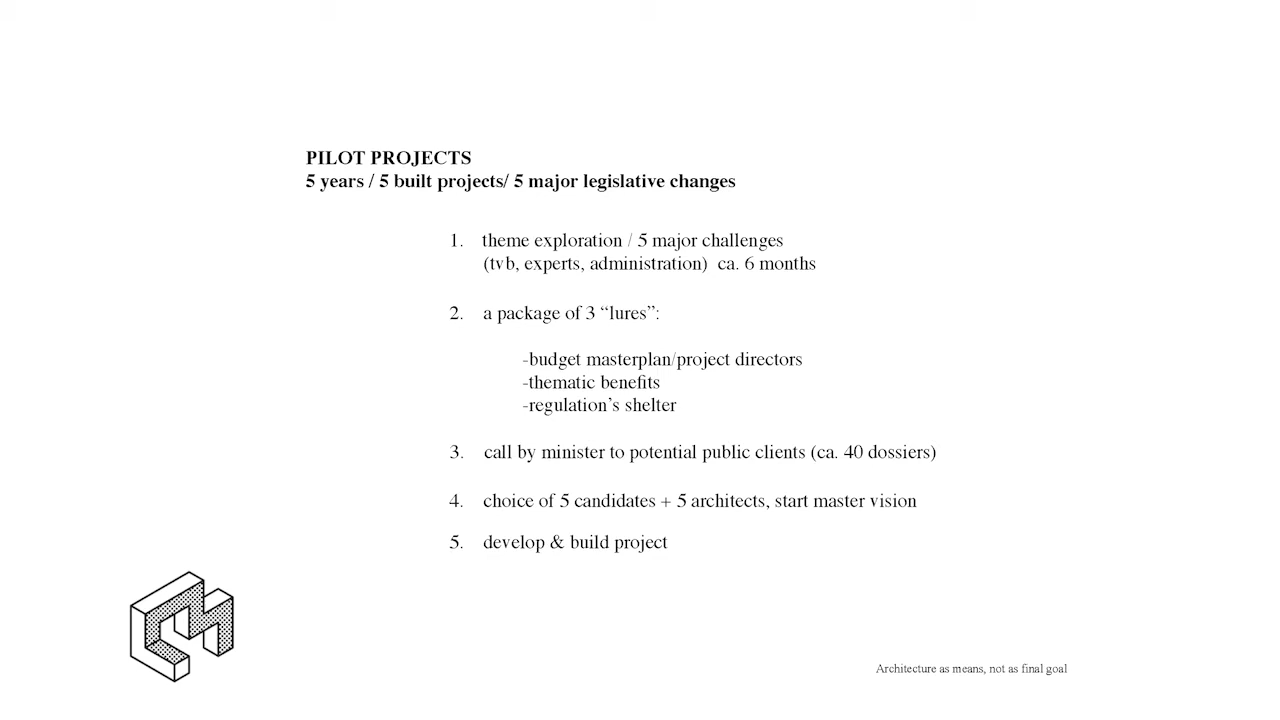 PILOT PROJECTS
5 years / 5 built projects/ 5 major legislative changes
1. theme exploration / 5 major challenges
(tvb, experts, administration) ca. 6 months
2. a package of 3 “lures”:
-budget masterplan/project directors
-thematic benefits
-regulation’s shelter
3. call by minister to potential public clients (ca. 40 dossiers)
4. choice of 5 candidates + 5 architects, start master vision
5. develop & build project
Architecture as means, not as final goal